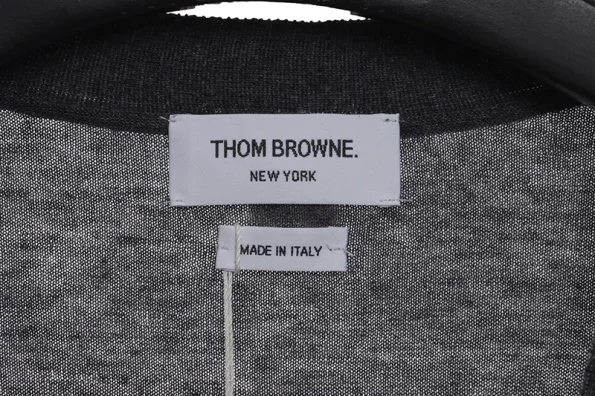 THOM BROWNE.
NEW YORK
MADE IN ITALY